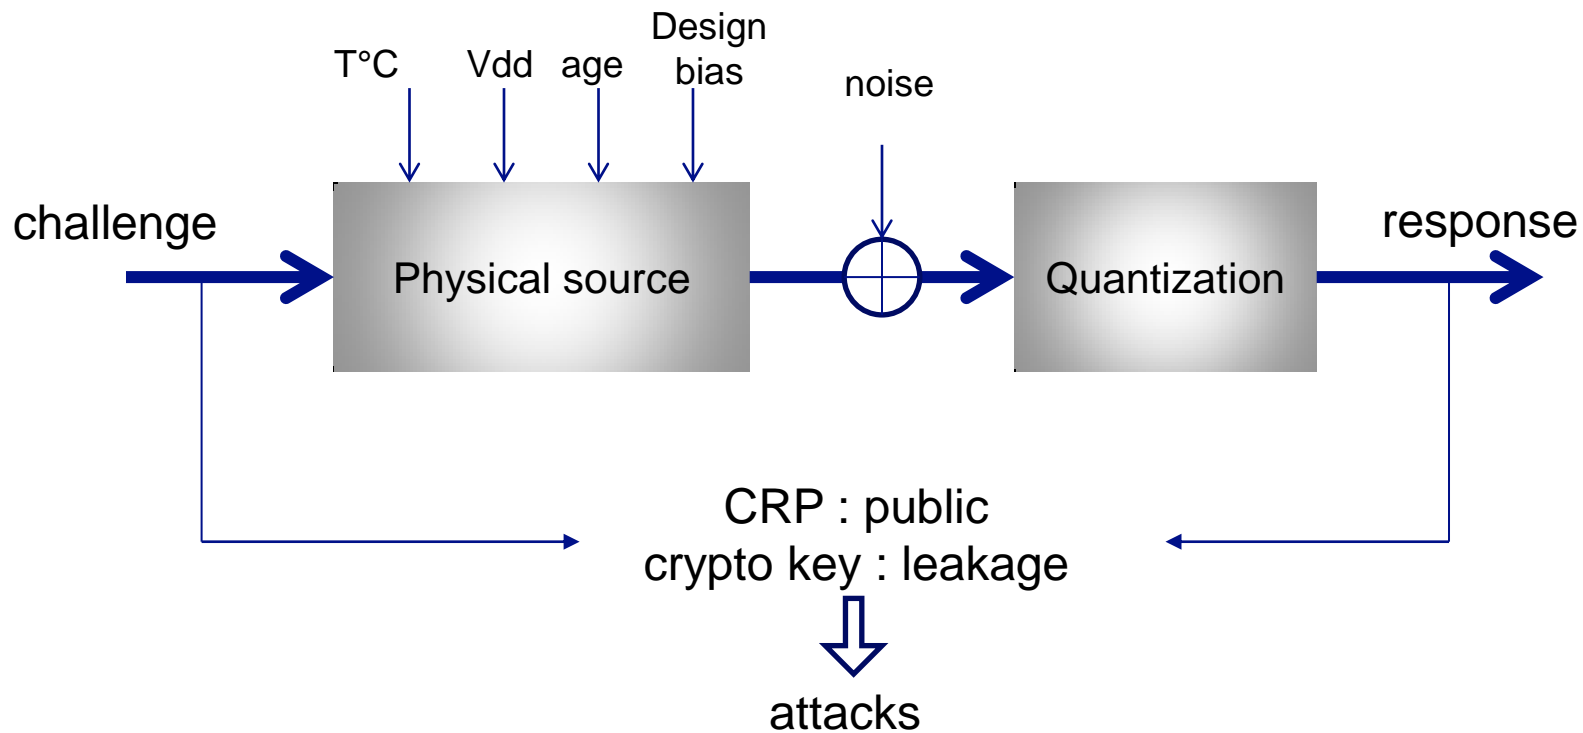 T°C
Vdd
age
Design
bias
noise
challenge
Physical source
Quantization
response
CRP : public
crypto key : leakage
attacks